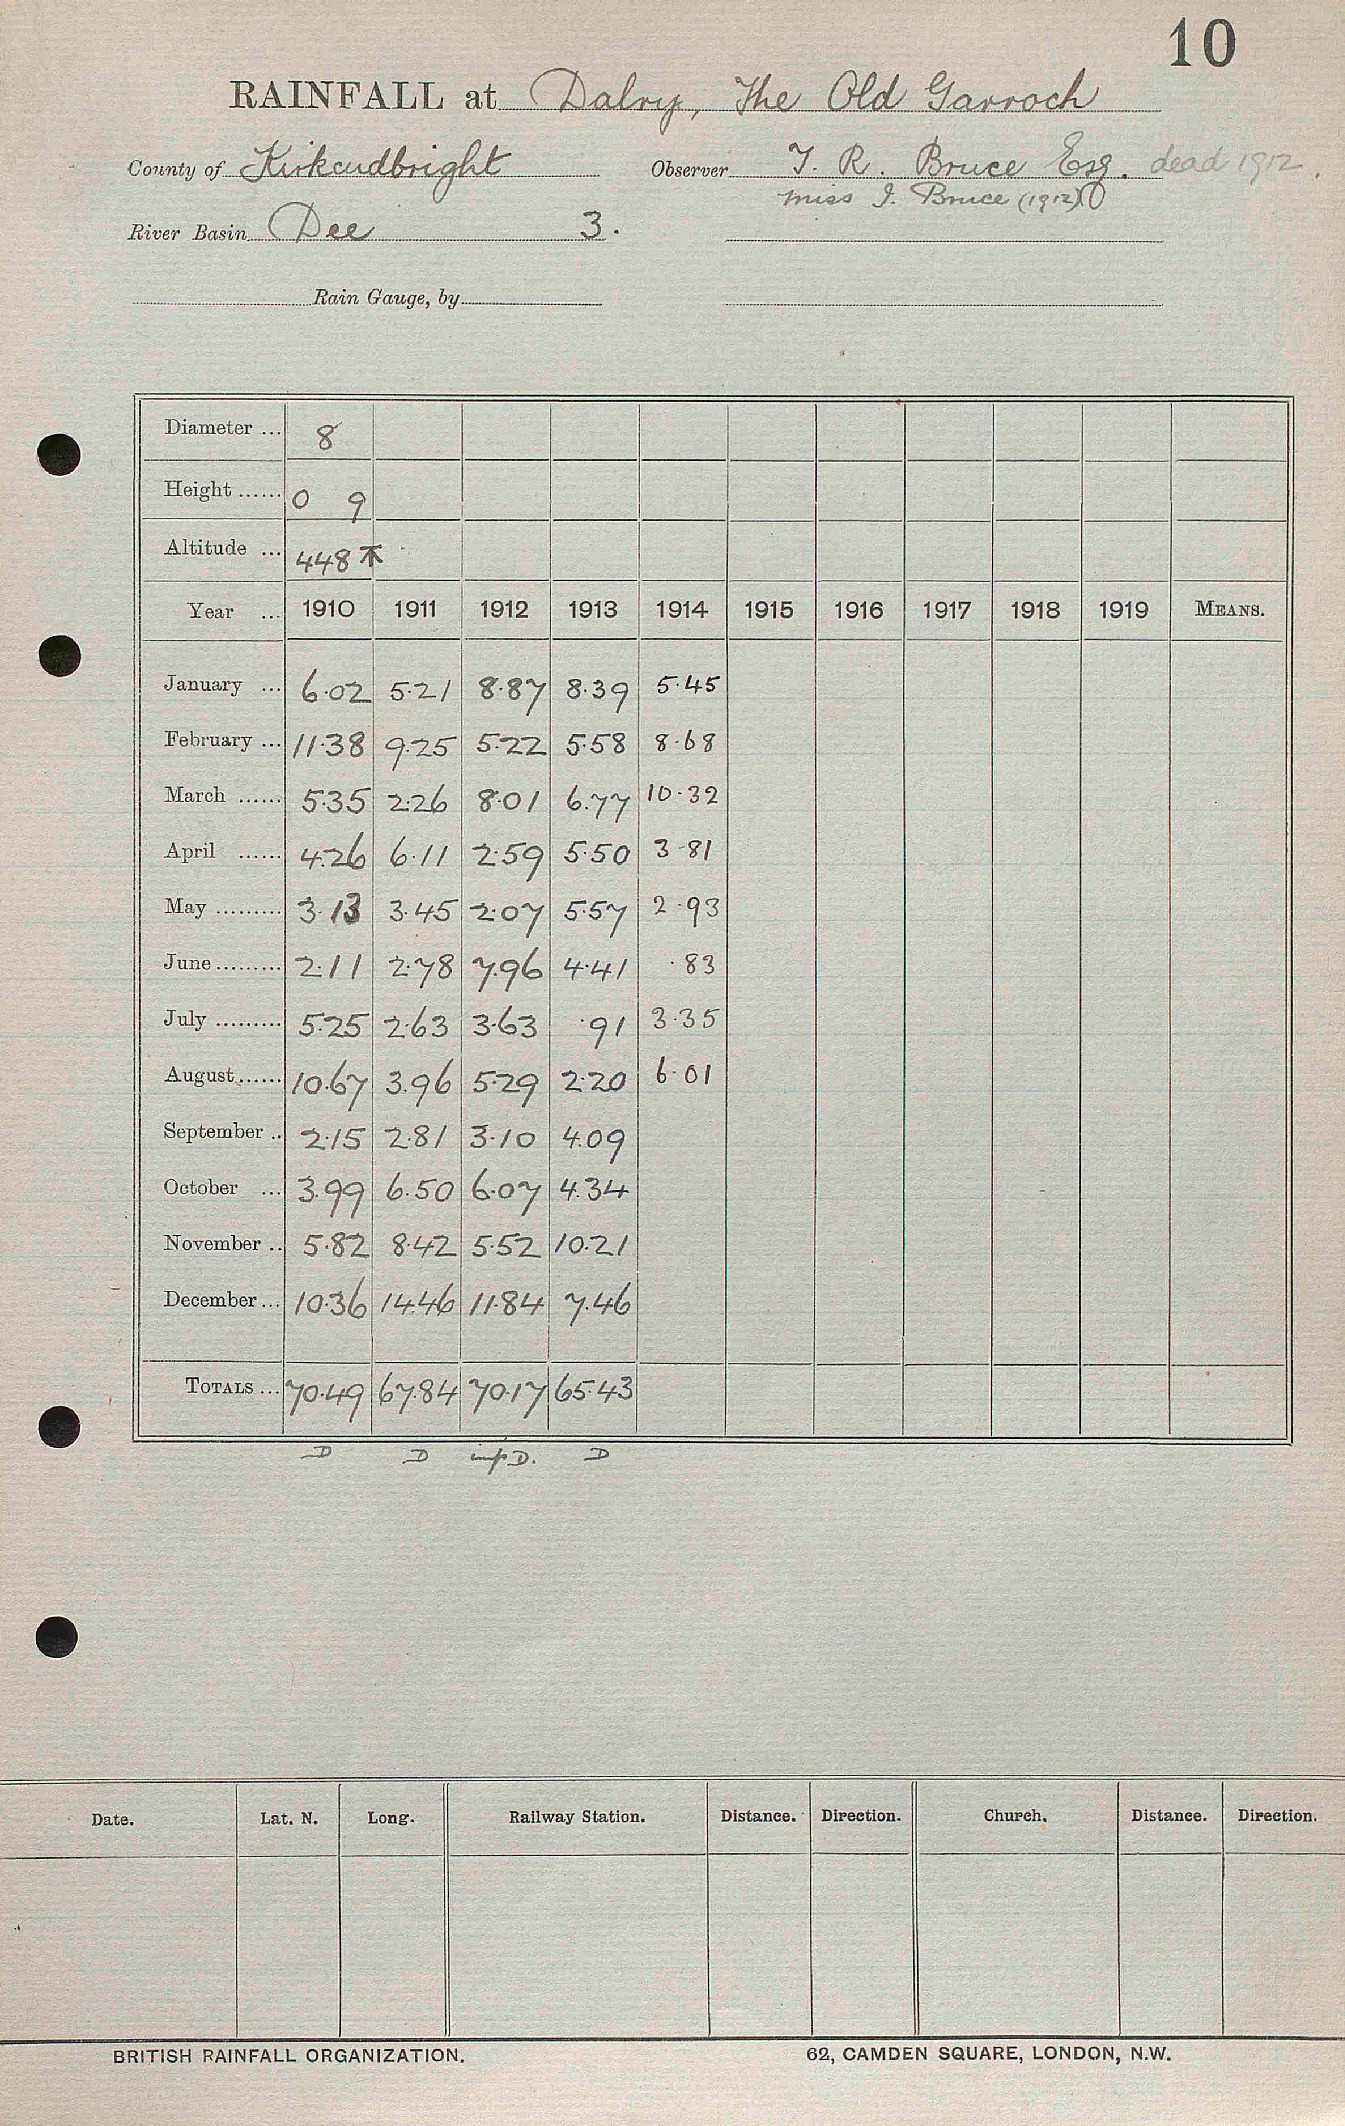 10
RAINFALL at Dalry, The Old Garroch
County of Kirkcudbright Observer T. R. Bruce Esq. dead 1912.
Miss J. Bruce (1912)
River Basin Dee 3.
Rain Gauge, by
Diameter ... 8
Height ...... 0 9
Altitude ... 448
Year ... 1910 1911 1912 1913 1914 1915 1916 1917 1918 1919 MEANS.
January ... 6.02 5.21 8.87 8.39 5.45
February ... 11.38 9.25 5.22 5.58 8.68
March ...... 5.35 2.26 8.01 6.77 10.32
April ...... 4.26 6.11 2.59 5.50 3.81
May ......... 3.13 3.45 2.07 5.57 2.93
June ......... 2.11 2.78 7.96 4.41 .83
July ......... 5.25 2.63 3.63 .91 3.35
August ...... 10.67 3.96 5.29 2.20 6.01
September .. 2.15 2.81 3.10 4.09
October ... 3.99 6.50 6.07 4.34
November .. 5.82 8.42 5.52 10.21
December ... 10.36 14.46 11.84 7.46
TOTALS ... 70.49 67.84 70.17 65.43
D D D. D
Date. Lat. N. Long. Railway Station. Distance. Direction. Church. Distance. Direction.
BRITISH RAINFALL ORGANIZATION. 62, CAMDEN SQUARE, LONDON, N.W.